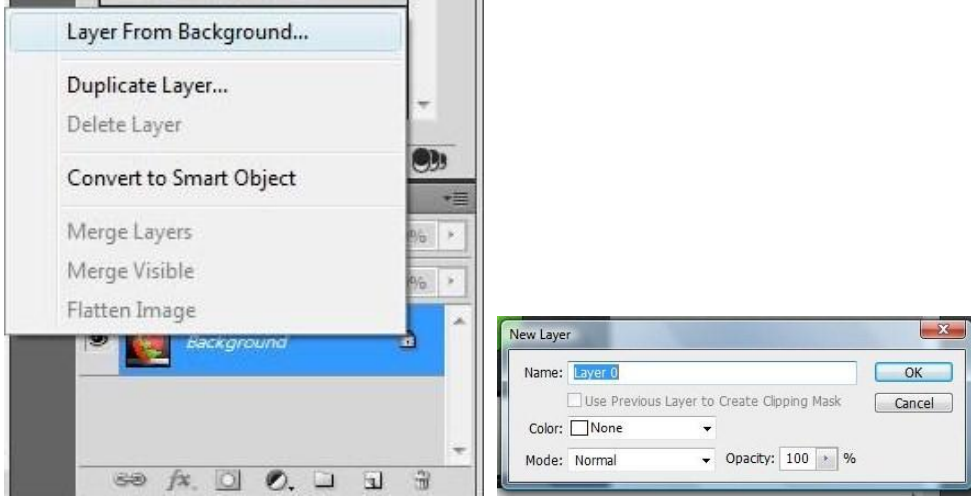 Layer From Background...
Duplicate Layer...
Delete Layer
Convert to Smart Object
Merge Layers
%
Merge Visible
%
Flatten Image
Background
fx.
New Layer
Name: Layer 0
OK
Use Previous Layer to Create Clipping Mask
Cancel
Color: None
Mode: Normal
Opacity: 100 %